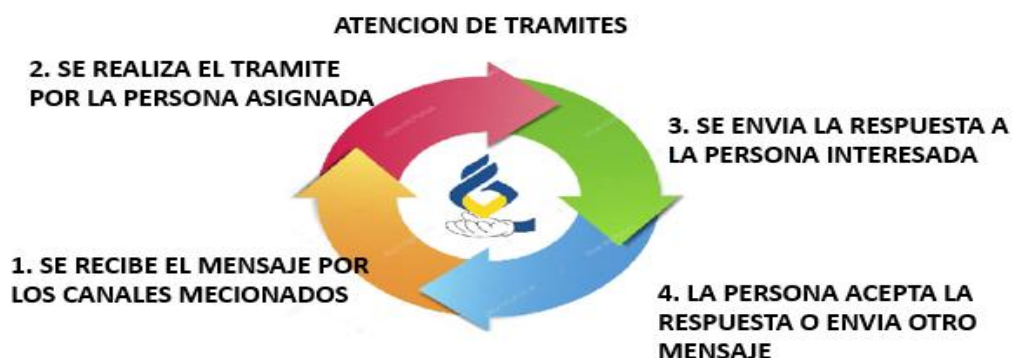 ATENCION DE TRAMITES
2. SE REALIZA EL TRAMITE
POR LA PERSONA ASIGNADA
3. SE ENVIA LA RESPUESTA A
LA PERSONA INTERESADA
1. SE RECIBE EL MENSAJE POR
LOS CANALES MECIONADOS
4. LA PERSONA ACEPTA LA
RESPUESTA O ENVIA OTRO
MENSAJE